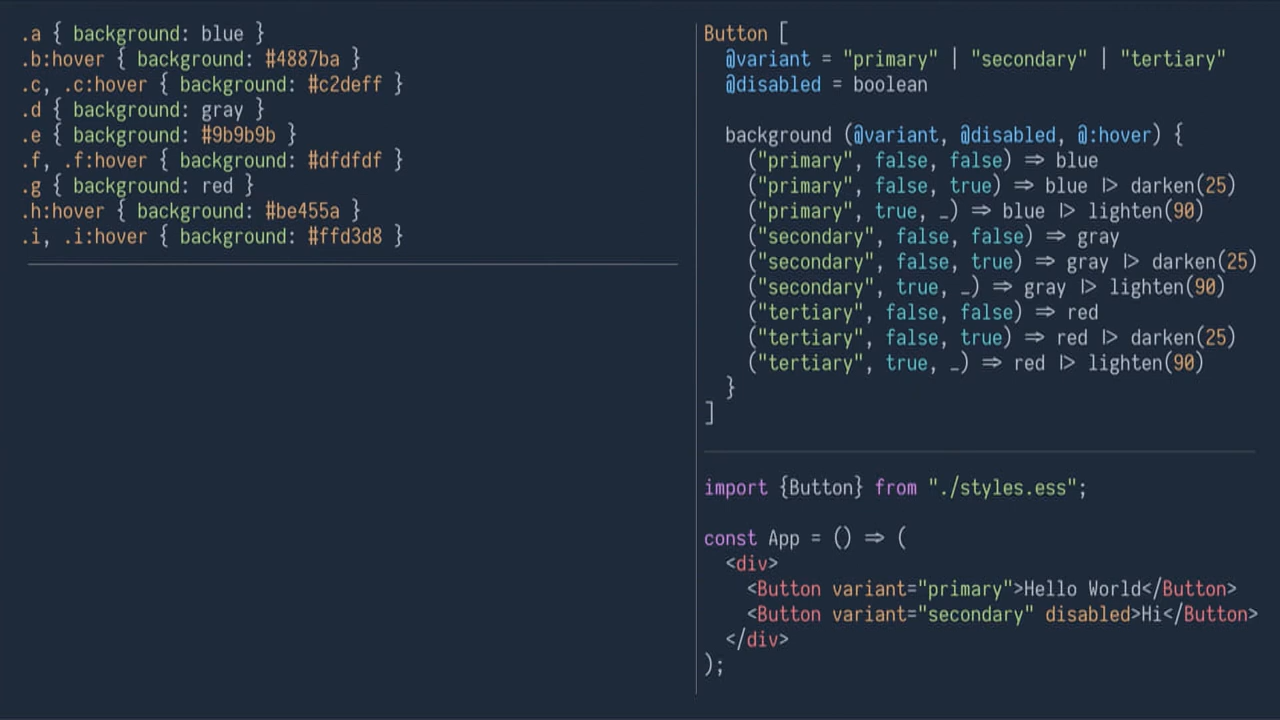 .a { background: blue }
.b:hover { background: #4887ba }
.c, .c:hover { background: #c2deff }
.d { background: gray }
.e { background: #9b9b9b }
.f, .f:hover { background: #dfdfdf }
.g { background: red }
.h:hover { background: #be455a }
.i, .i:hover { background: #ffd3d8 }
Button [
  @variant = "primary" | "secondary" | "tertiary"
  @disabled = boolean

  background (@variant, @disabled, @:hover) {
    ("primary", false, false) => blue
    ("primary", false, true) => blue |> darken(25)
    ("primary", true, _) => blue |> lighten(90)
    ("secondary", false, false) => gray
    ("secondary", false, true) => gray |> darken(25)
    ("secondary", true, _) => gray |> lighten(90)
    ("tertiary", false, false) => red
    ("tertiary", false, true) => red |> darken(25)
    ("tertiary", true, _) => red |> lighten(90)
  }
]
import {Button} from "./styles.ess";

const App = () => (
  <div>
    <Button variant="primary">Hello World</Button>
    <Button variant="secondary" disabled>Hi</Button>
  </div>
);